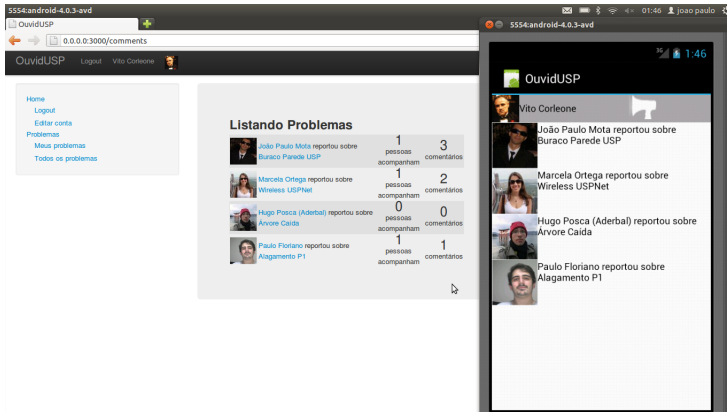 5554:android-4.0.3-avd
01:46 joao paulo
OuvidUSP
0.0.0.0:3000/comments
OuvidUSP Logout Vito Corleone
Home
Logout
Editar conta
Problemas
Meus problemas
Todos os problemas
Listando Problemas
João Paulo Mota reportou sobre
Buraco Parede USP
1
pessoas
acompanham
3
comentários
Marcela Ortega reportou sobre
Wireless USPNet
1
pessoas
acompanham
2
comentários
Hugo Posca (Aderbal) reportou sobre
Árvore Caída
0
pessoas
acompanham
0
comentários
Paulo Floriano reportou sobre
Alagamento P1
1
pessoas
acompanham
1
comentários
5554:android-4.0.3-avd
3G 1:46
OuvidUSP
Vito Corleone
João Paulo Mota reportou sobre
Buraco Parede USP
Marcela Ortega reportou sobre
Wireless USPNet
Hugo Posca (Aderbal) reportou sobre
Árvore Caída
Paulo Floriano reportou sobre
Alagamento P1